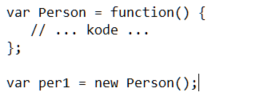 var Person = function() {
   // ... kode ...
};

var per1 = new Person();